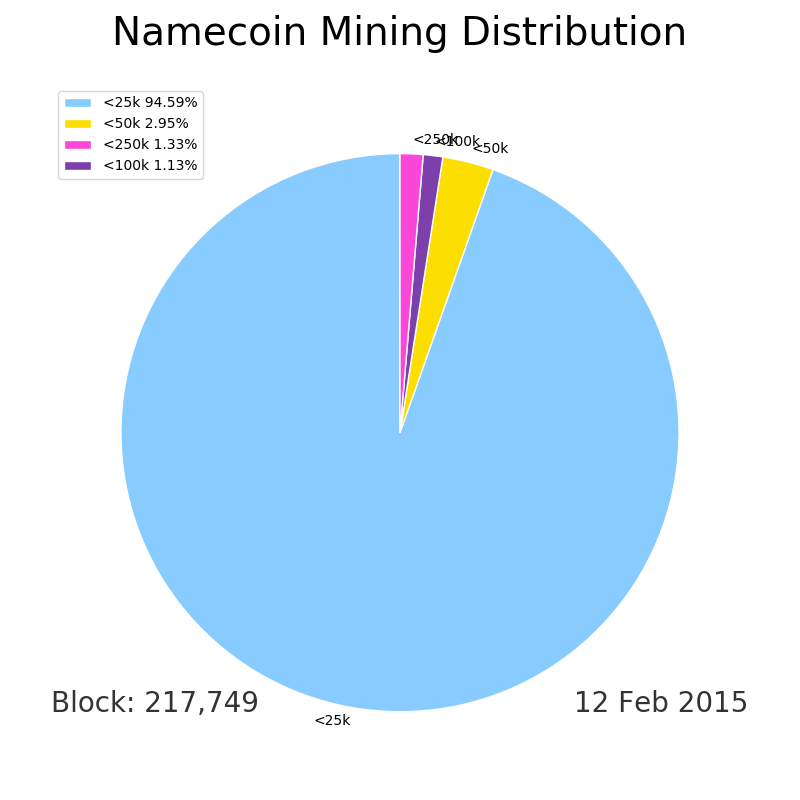 Namecoin Mining Distribution
<25k 94.59%
<50k 2.95%
<250k 1.33%
<100k 1.13%
<250k
<100k
<50k
<25k
Block: 217,749
12 Feb 2015